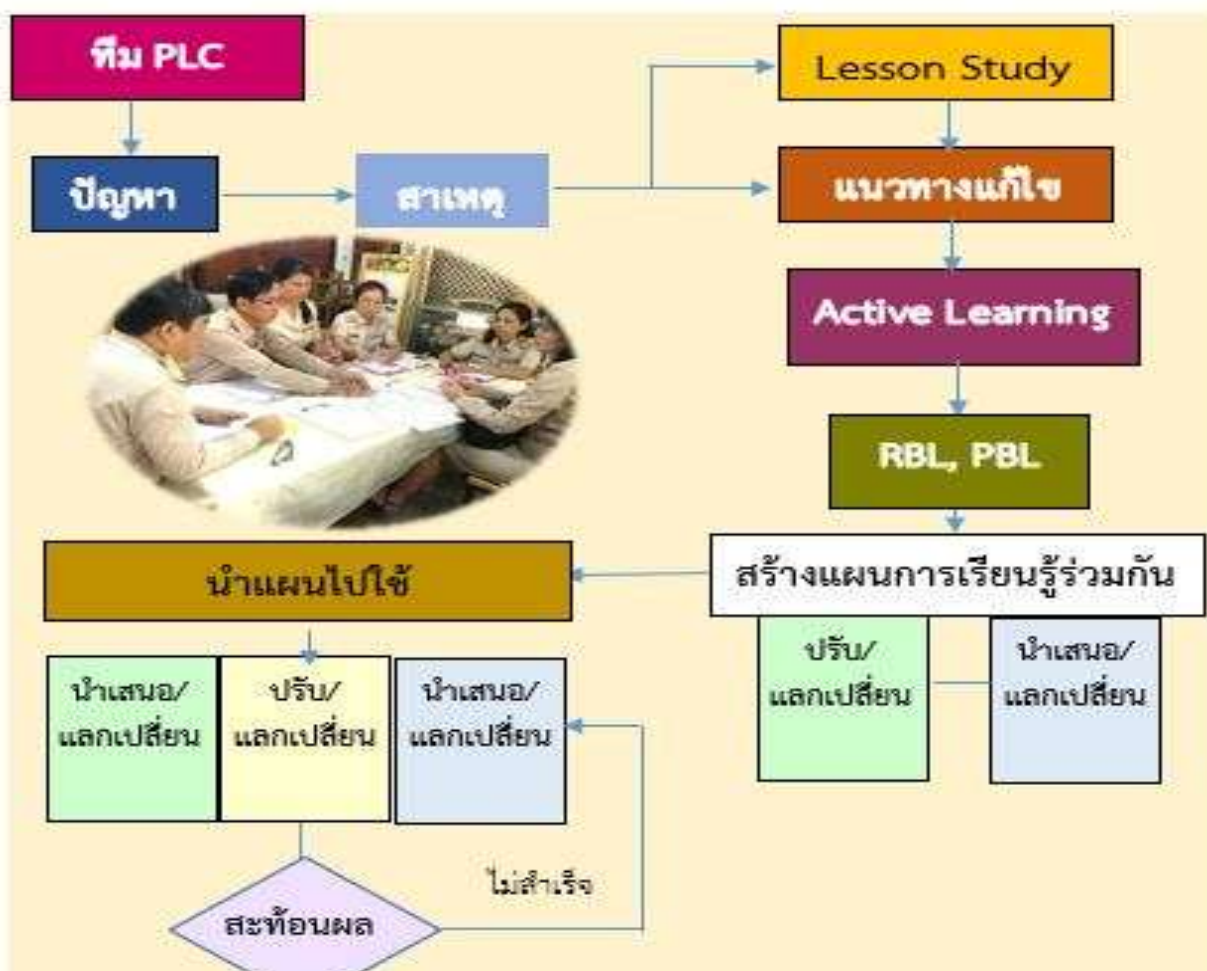 ทีม PLC
Lesson Study
ปัญหา
สาเหตุ
แนวทางแก้ไข
Active Learning
RBL, PBL
สร้างแผนการเรียนรู้ร่วมกัน
นำแผนไปใช้
ปรับ/
แลกเปลี่ยน
นำเสนอ/
แลกเปลี่ยน
นำเสนอ/
แลกเปลี่ยน
ปรับ/
แลกเปลี่ยน
นำเสนอ/
แลกเปลี่ยน
ไม่สำเร็จ
สะท้อนผล